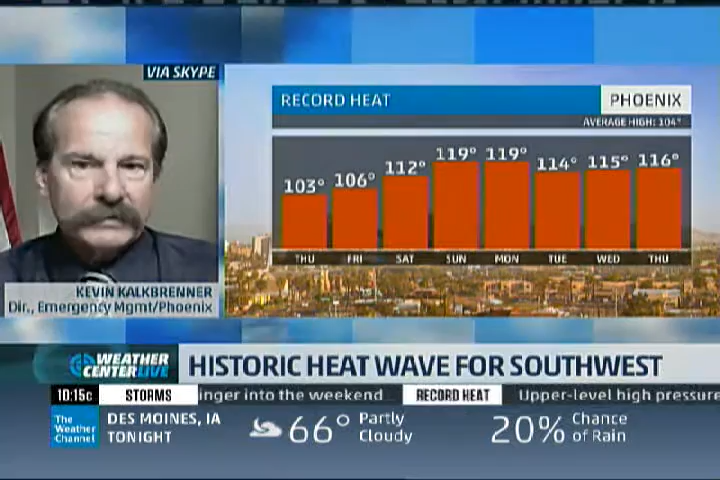 VIA SKYPE
RECORD HEAT
PHOENIX
AVERAGE HIGH: 104°
103° 106° 112° 119° 119° 114° 115° 116°
THU FRI SAT SUN MON TUE WED THU
KEVIN KALKBRENNER
Dir., Emergency Mgmt/Phoenix
WEATHER CENTER LIVE
HISTORIC HEAT WAVE FOR SOUTHWEST
10:15c STORMS inger into the weekend RECORD HEAT Upper-level high pressure
The Weather Channel
DES MOINES, IA
TONIGHT
66° Partly Cloudy
20% Chance of Rain